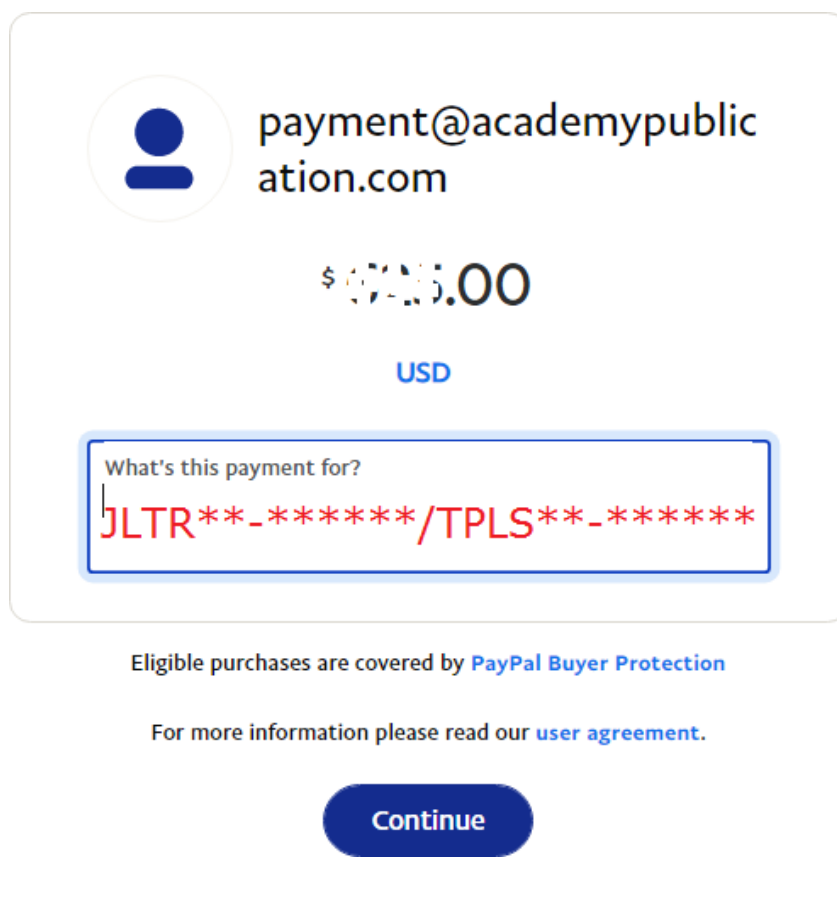 payment@academypublic
ation.com
$ .00
USD
What's this payment for?
JLTR**-******/TPLS**-******
Eligible purchases are covered by PayPal Buyer Protection
For more information please read our user agreement.
Continue